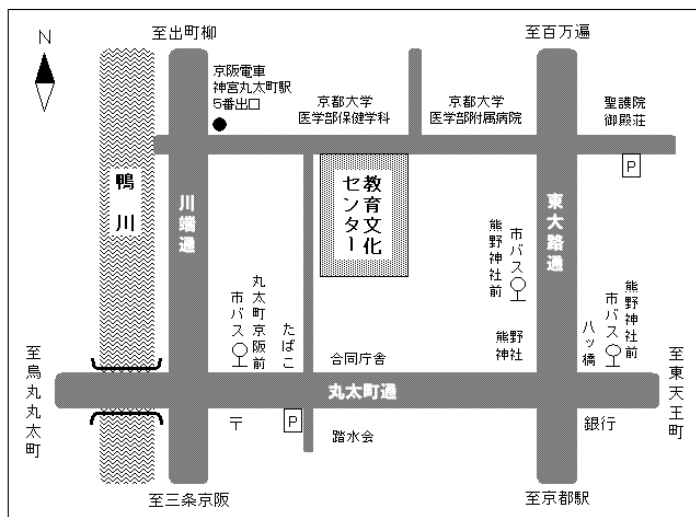 N
至出町柳
至百万遍
京阪電車
神宮丸太町駅
5番出口
京都大学
医学部保健学科
京都大学
医学部附属病院
聖護院
御殿荘
P
鴨川
川端通
教育文化
センター
東大路通
市バス
熊野神社前
熊野
神社
八ッ橋
市バス
熊野神社前
丸太町京阪前
市バス
たばこ
合同庁舎
至烏丸丸太町
丸太町通
至東天王町
〒
P
踏水会
銀行
至三条京阪
至京都駅